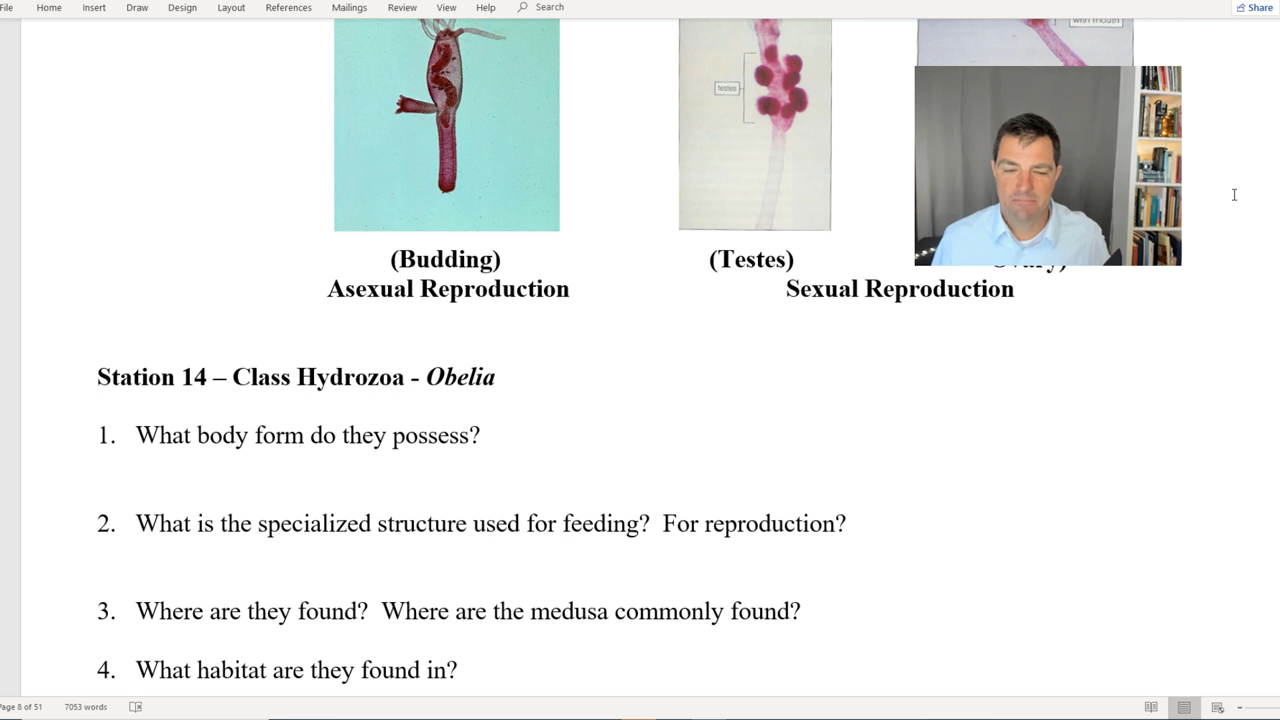 File Home Insert Draw Design Layout References Mailings Review View Help Search Share
with mouth
Testes
(Budding) (Testes) Ovary)
Asexual Reproduction Sexual Reproduction
Station 14 – Class Hydrozoa - Obelia
1. What body form do they possess?
2. What is the specialized structure used for feeding? For reproduction?
3. Where are they found? Where are the medusa commonly found?
4. What habitat are they found in?
Page 8 of 51 7053 words